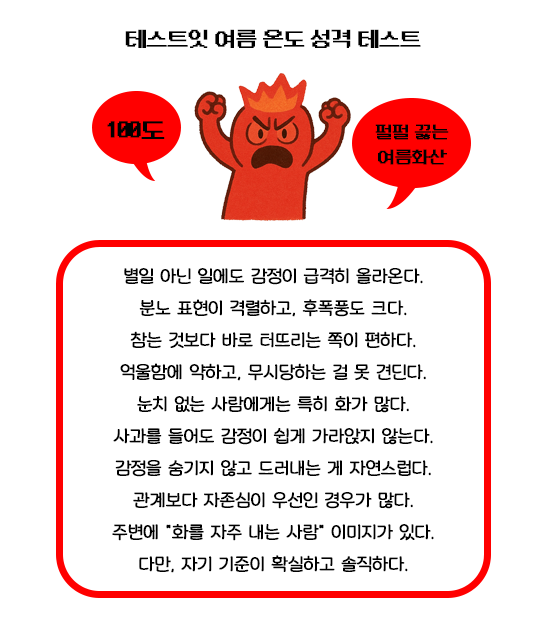 테스트잇 여름 온도 성격 테스트
100도
펄펄 끓는
여름화산
별일 아닌 일에도 감정이 급격히 올라온다.
분노 표현이 격렬하고, 후폭풍도 크다.
참는 것보다 바로 터뜨리는 쪽이 편하다.
억울함에 약하고, 무시당하는 걸 못 견딘다.
눈치 없는 사람에게는 특히 화가 많다.
사과를 들어도 감정이 쉽게 가라앉지 않는다.
감정을 숨기지 않고 드러내는 게 자연스럽다.
관계보다 자존심이 우선인 경우가 많다.
주변에 "화를 자주 내는 사람" 이미지가 있다.
다만, 자기 기준이 확실하고 솔직하다.